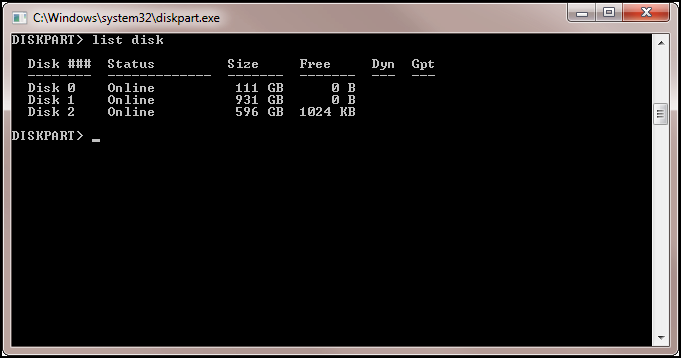 C:\Windows\system32\diskpart.exe
DISKPART> list disk
Disk ###  Status         Size     Free     Dyn  Gpt
--------  -------------  -------  -------  ---  ---
Disk 0    Online          111 GB      0 B
Disk 1    Online          931 GB      0 B
Disk 2    Online          596 GB  1024 KB
DISKPART> _